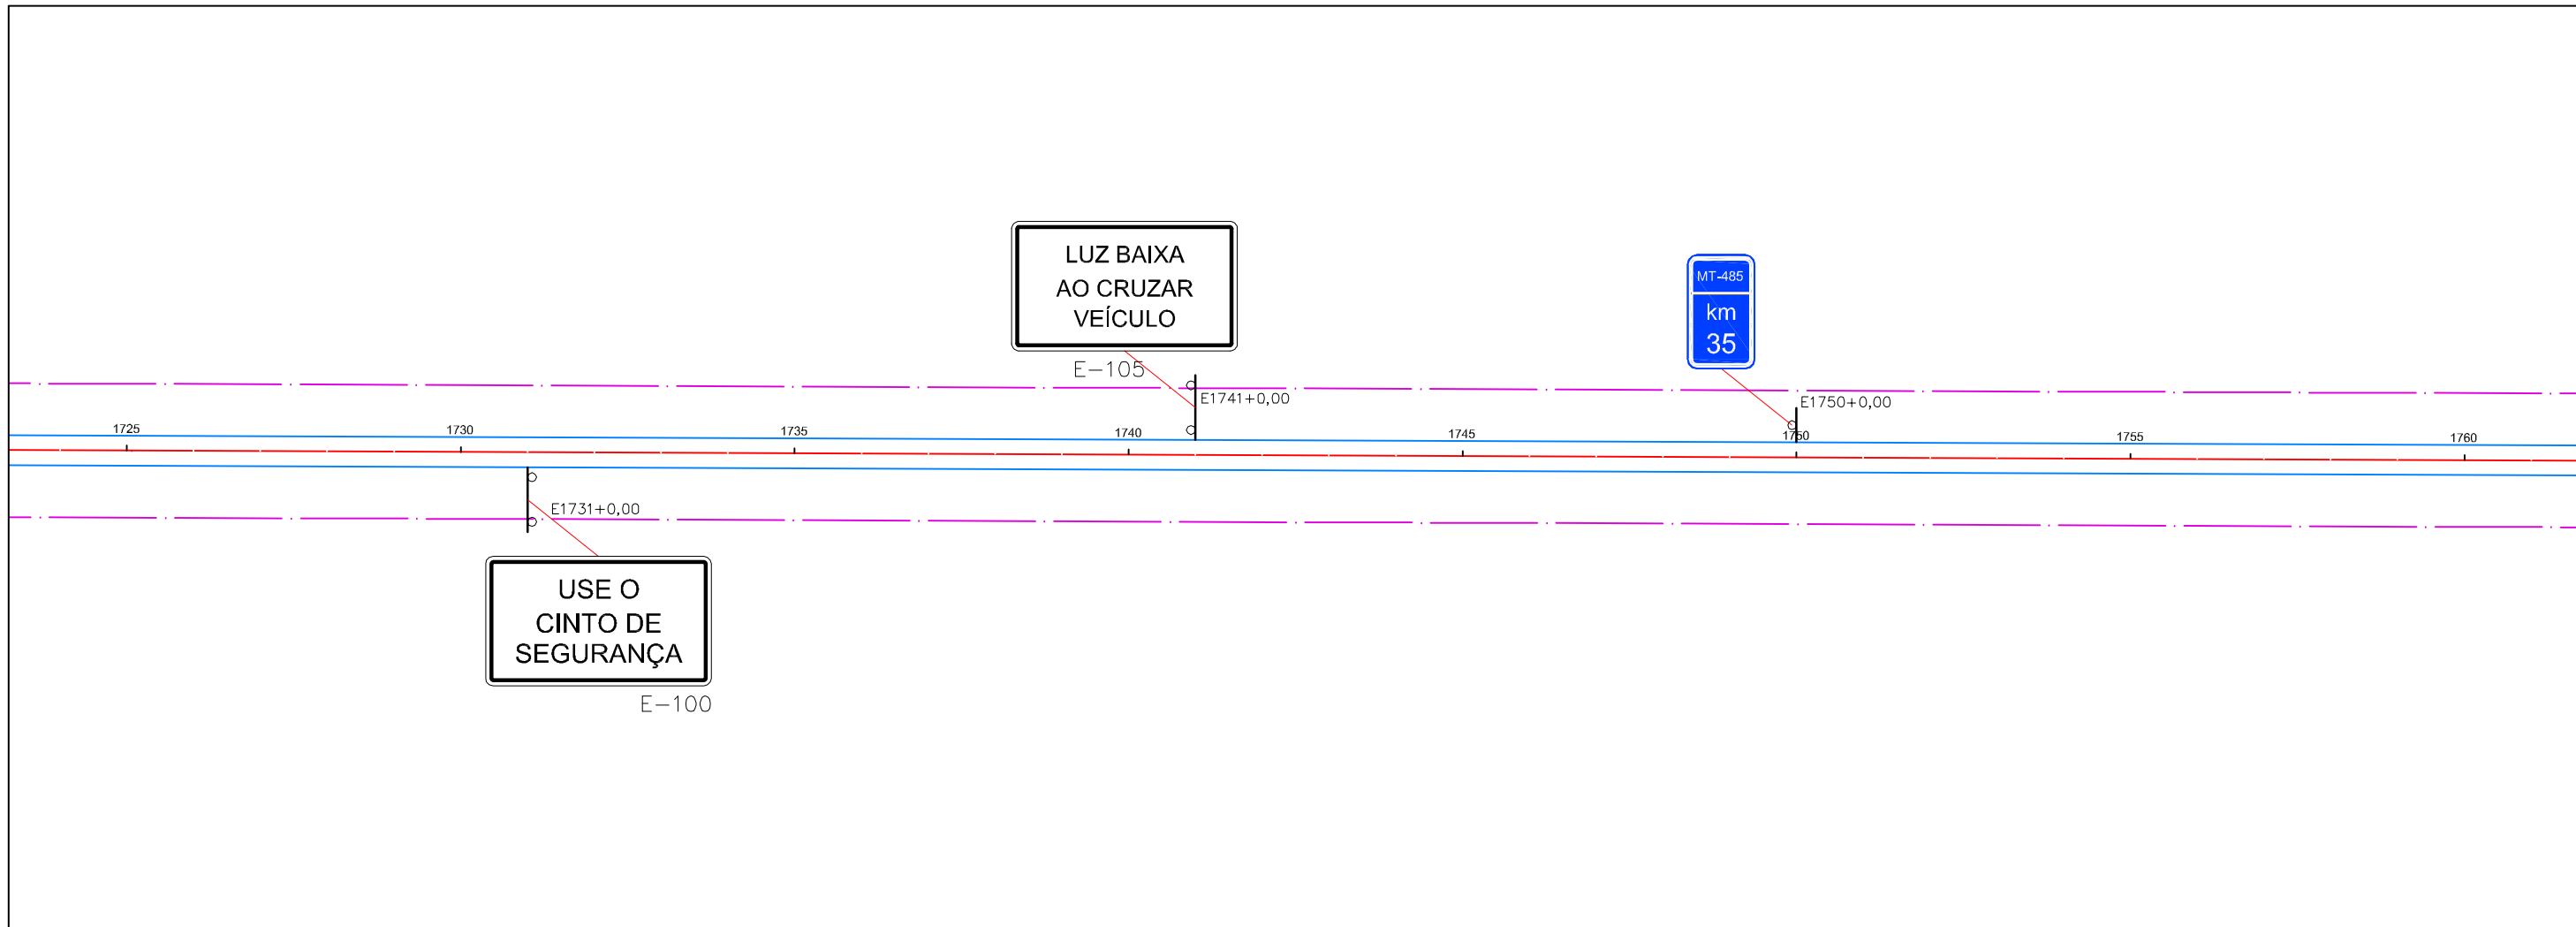 LUZ BAIXA
AO CRUZAR
VEÍCULO
E-105
MT-485
km
35
E1741+0,00
E1750+0,00
1725
1730
1735
1740
1745
1750
1755
1760
E1731+0,00
USE O
CINTO DE
SEGURANÇA
E-100